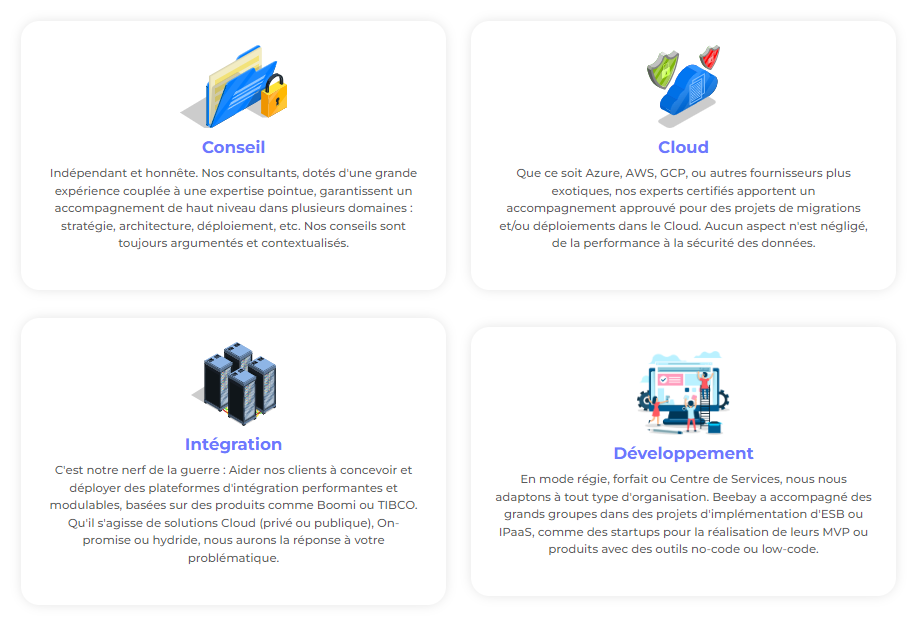 Conseil
Indépendant et honnête. Nos consultants, dotés d'une grande
expérience couplée à une expertise pointue, garantissent un
accompagnement de haut niveau dans plusieurs domaines :
stratégie, architecture, déploiement, etc. Nos conseils sont
toujours argumentés et contextualisés.
Cloud
Que ce soit Azure, AWS, GCP, ou autres fournisseurs plus
exotiques, nos experts certifiés apportent un
accompagnement approuvé pour des projets de migrations
et/ou déploiements dans le Cloud. Aucun aspect n'est négligé,
de la performance à la sécurité des données.
Intégration
C'est notre nerf de la guerre : Aider nos clients à concevoir et
déployer des plateformes d'intégration performantes et
modulables, basées sur des produits comme Boomi ou TIBCO.
Qu'il s'agisse de solutions Cloud (privé ou publique), On-
promise ou hydride, nous aurons la réponse à votre
problématique.
Développement
En mode régie, forfait ou Centre de Services, nous nous
adaptons à tout type d'organisation. Beebay a accompagné des
grands groupes dans des projets d'implémentation d'ESB ou
IPaaS, comme des startups pour la réalisation de leurs MVP ou
produits avec des outils no-code ou low-code.